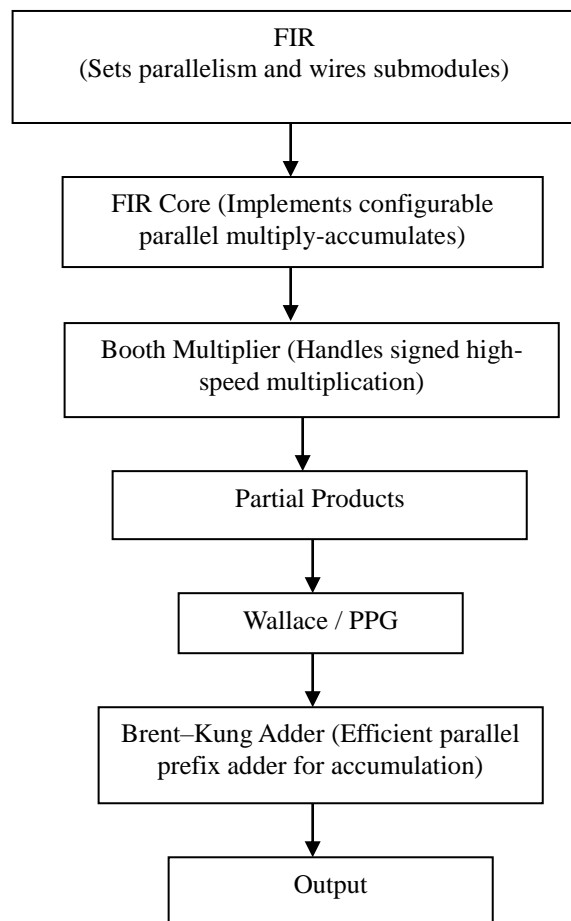 FIR
(Sets parallelism and wires submodules)
FIR Core (Implements configurable
parallel multiply-accumulates)
Booth Multiplier (Handles signed high-
speed multiplication)
Partial Products
Wallace / PPG
Brent–Kung Adder (Efficient parallel
prefix adder for accumulation)
Output